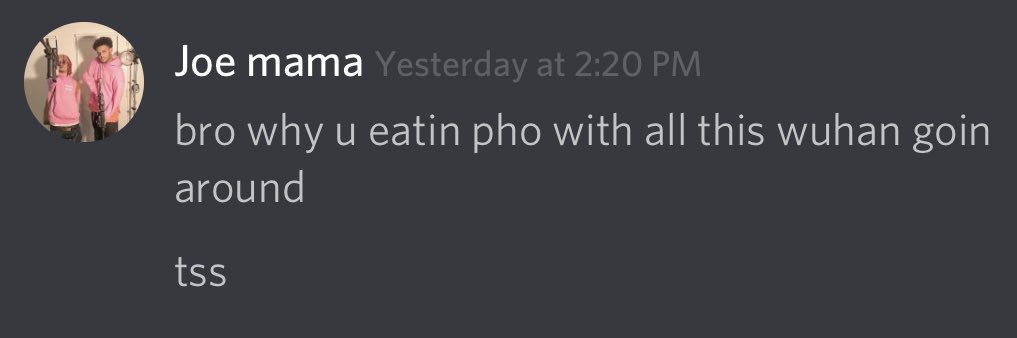 Joe mama Yesterday at 2:20 PM
bro why u eatin pho with all this wuhan goin
around
tss